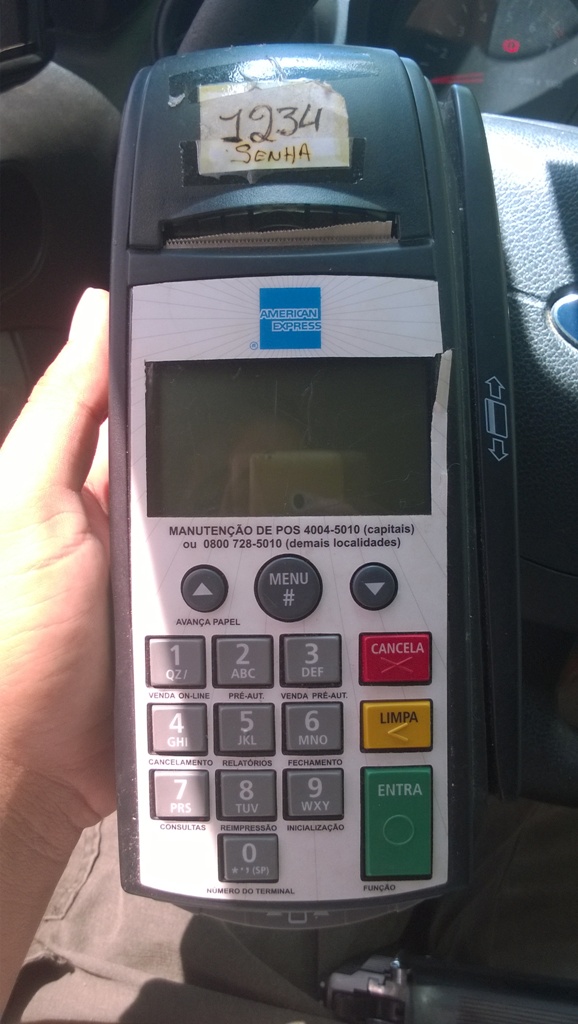 1234
SENHA
AMERICAN
EXPRESS
®
MANUTENÇÃO DE POS 4004-5010 (capitais)
ou 0800 728-5010 (demais localidades)
MENU
#
AVANÇA PAPEL
1 2 3 CANCELA
QZ/ ABC DEF
VENDA ON-LINE PRÉ-AUT. VENDA PRÉ-AUT.
4 5 6 LIMPA
GHI JKL MNO <
CANCELAMENTO RELATÓRIOS FECHAMENTO
7 8 9 ENTRA
PRS TUV WXY
CONSULTAS REIMPRESSÃO INICIALIZAÇÃO
0
(SP)
NÚMERO DO TERMINAL FUNÇÃO